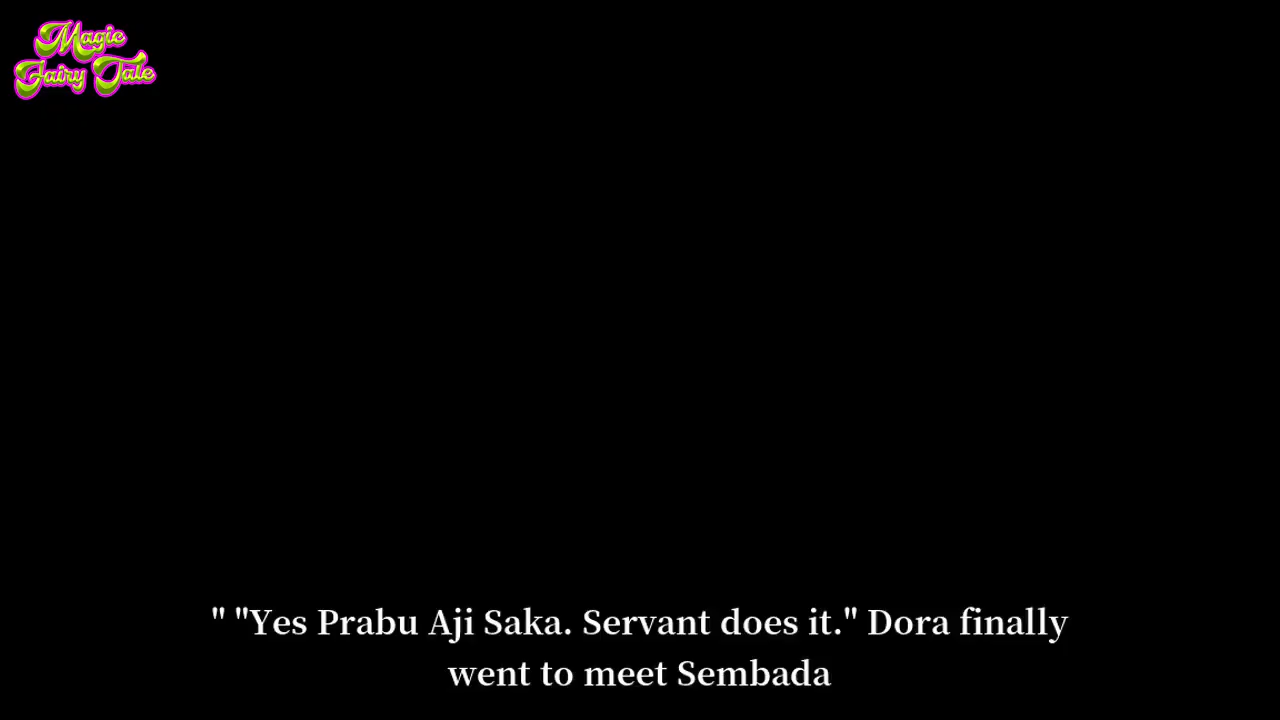 Magic
Fairy Tale
" "Yes Prabu Aji Saka. Servant does it." Dora finally
went to meet Sembada